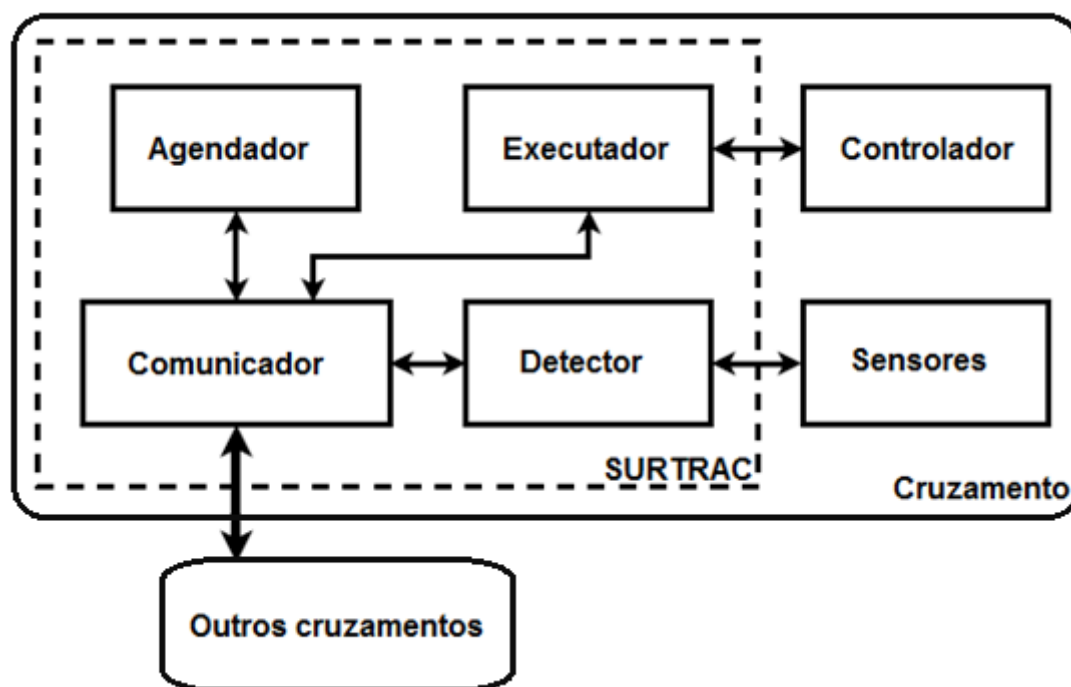 Agendador
Executador
Controlador
Comunicador
Detector
Sensores
SURTRAC
Cruzamento
Outros cruzamentos